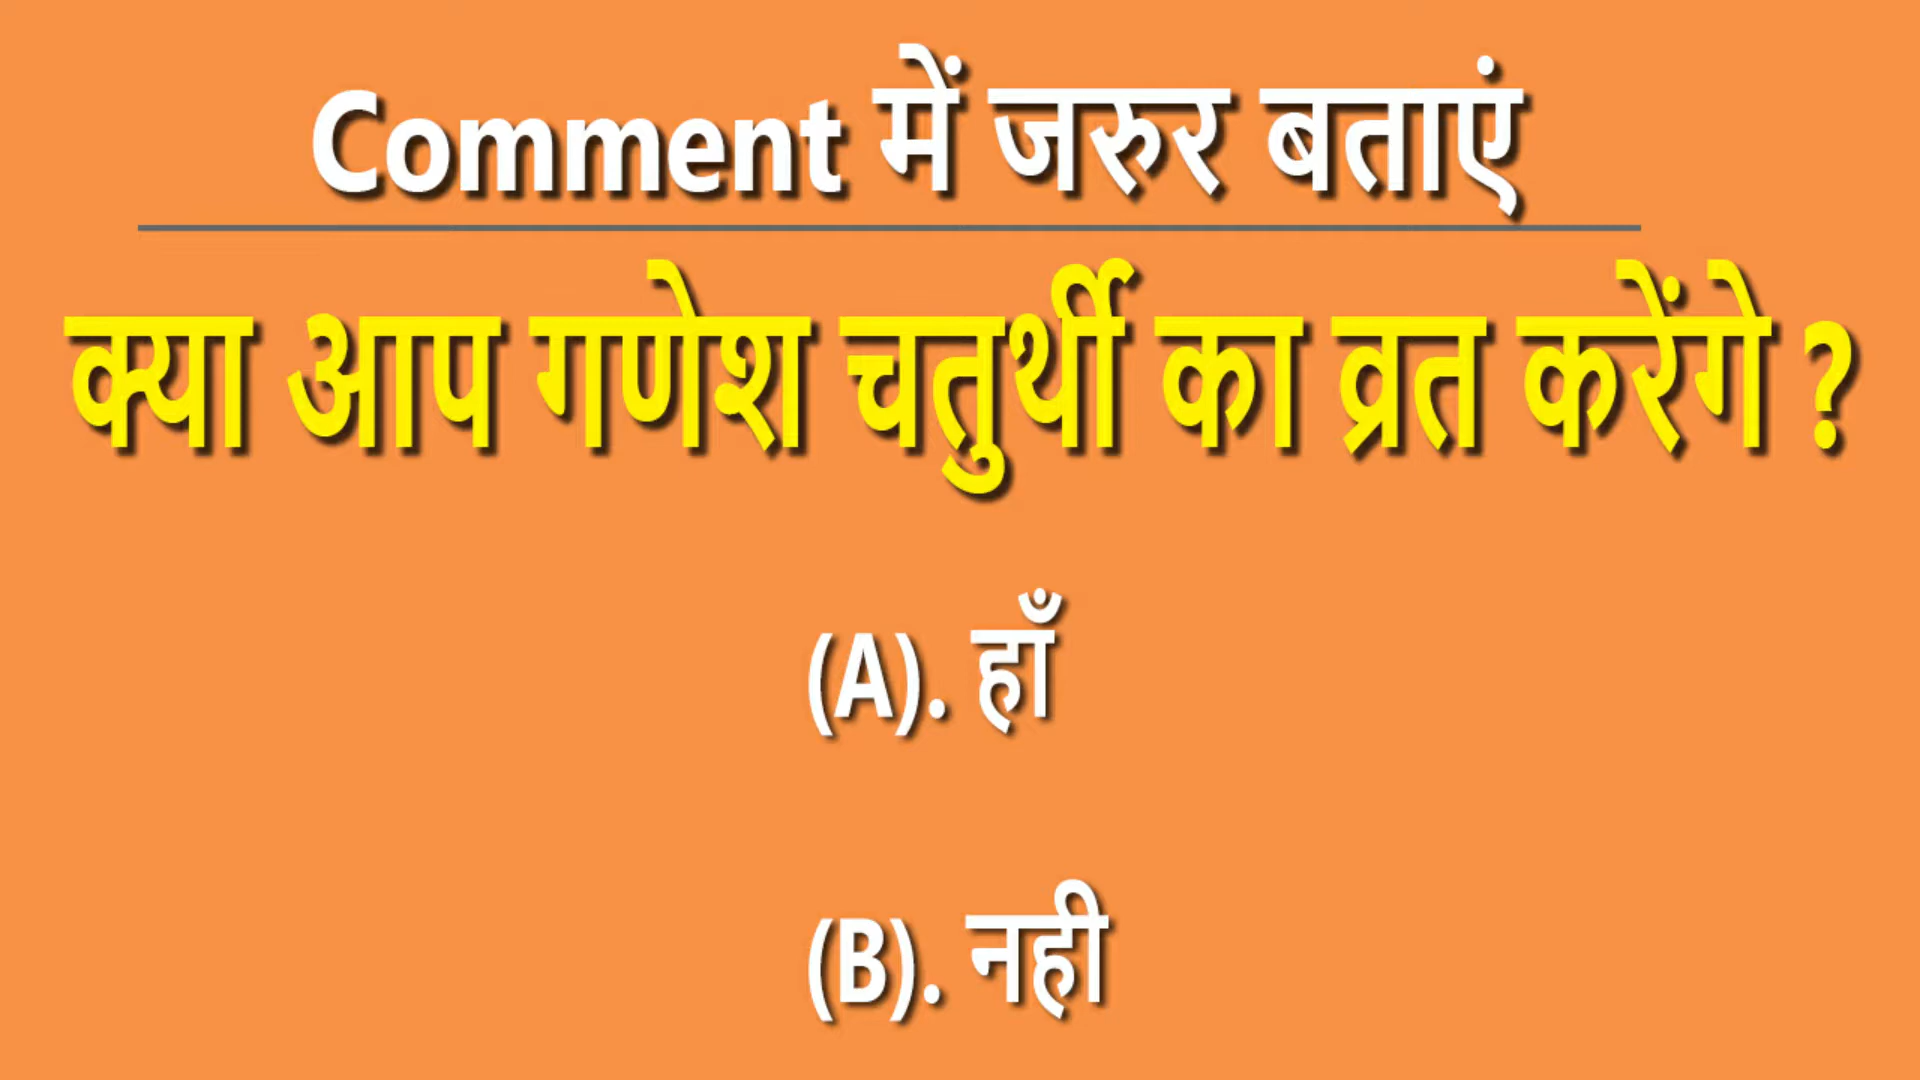 Comment में जरुर बताएं
क्या आप गणेश चतुर्थी का व्रत करेंगे ?
(A). हाँ
(B). नही